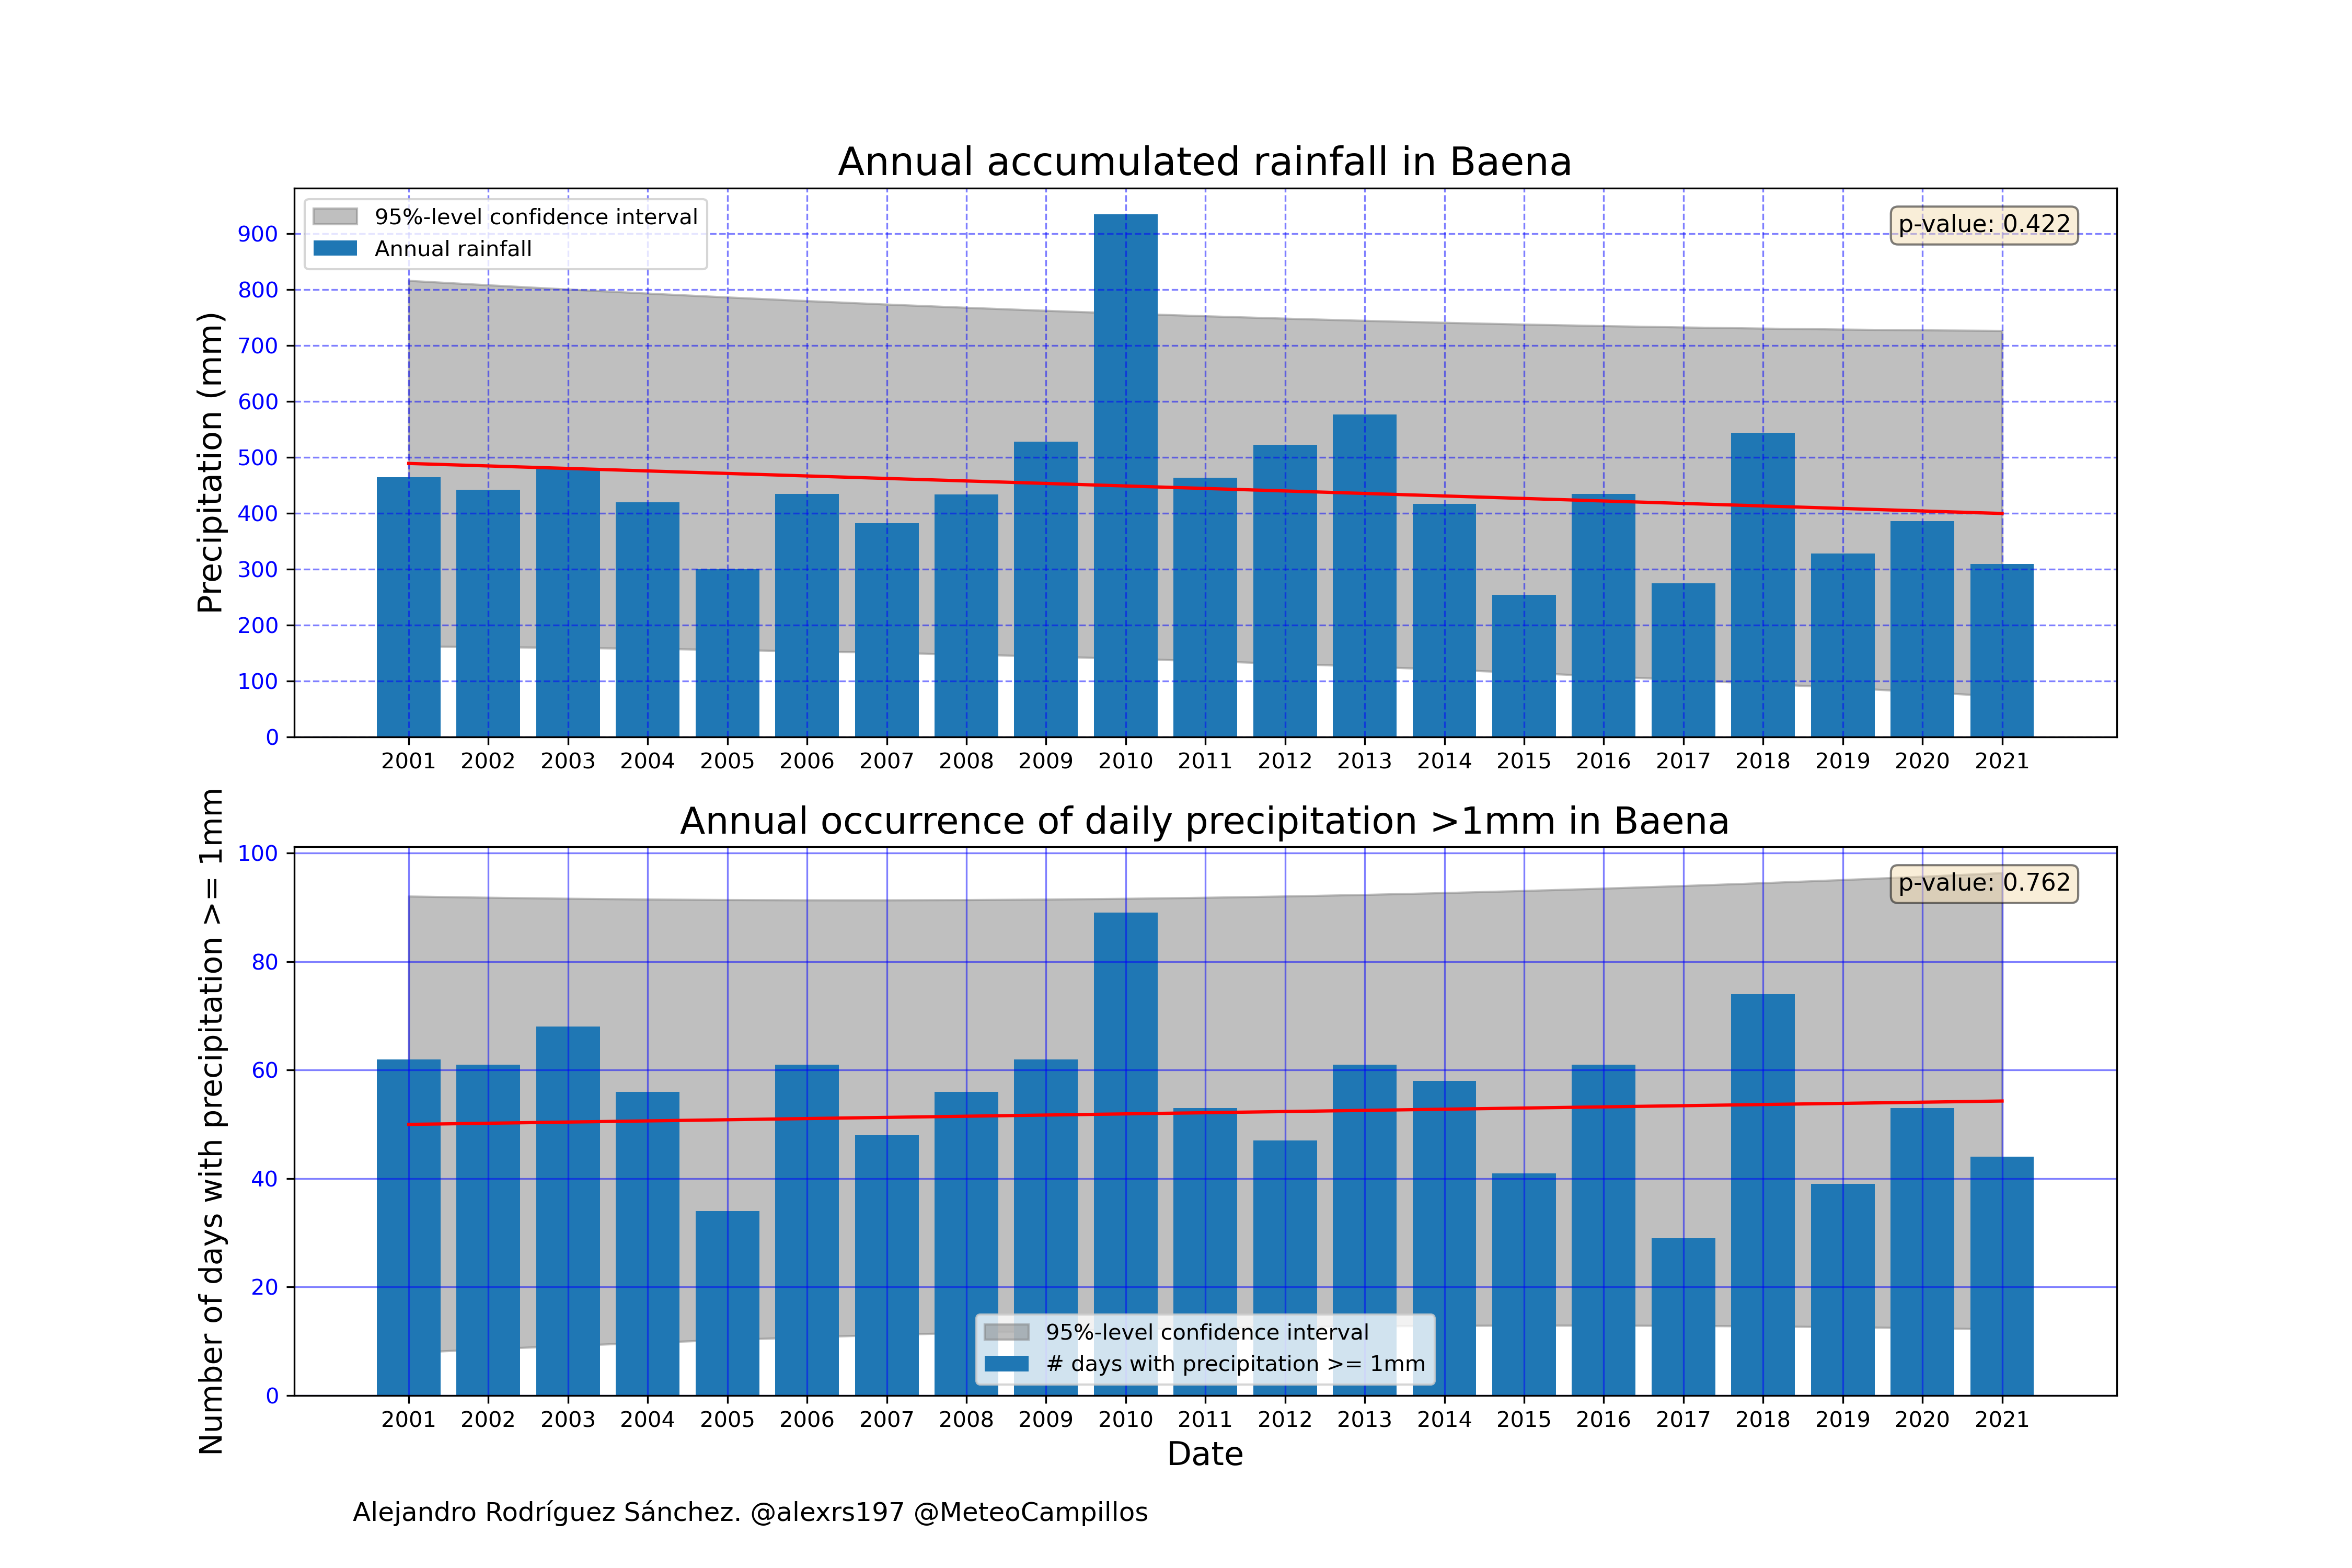 Annual accumulated rainfall in Baena
95%-level confidence interval
Annual rainfall
p-value: 0.422
Precipitation (mm)
900
800
700
600
500
400
300
200
100
0
2001 2002 2003 2004 2005 2006 2007 2008 2009 2010 2011 2012 2013 2014 2015 2016 2017 2018 2019 2020 2021
Annual occurrence of daily precipitation >1mm in Baena
p-value: 0.762
Number of days with precipitation >= 1mm
100
80
60
40
20
0
95%-level confidence interval
# days with precipitation >= 1mm
2001 2002 2003 2004 2005 2006 2007 2008 2009 2010 2011 2012 2013 2014 2015 2016 2017 2018 2019 2020 2021
Date
Alejandro Rodríguez Sánchez. @alexrs197 @MeteoCampillos